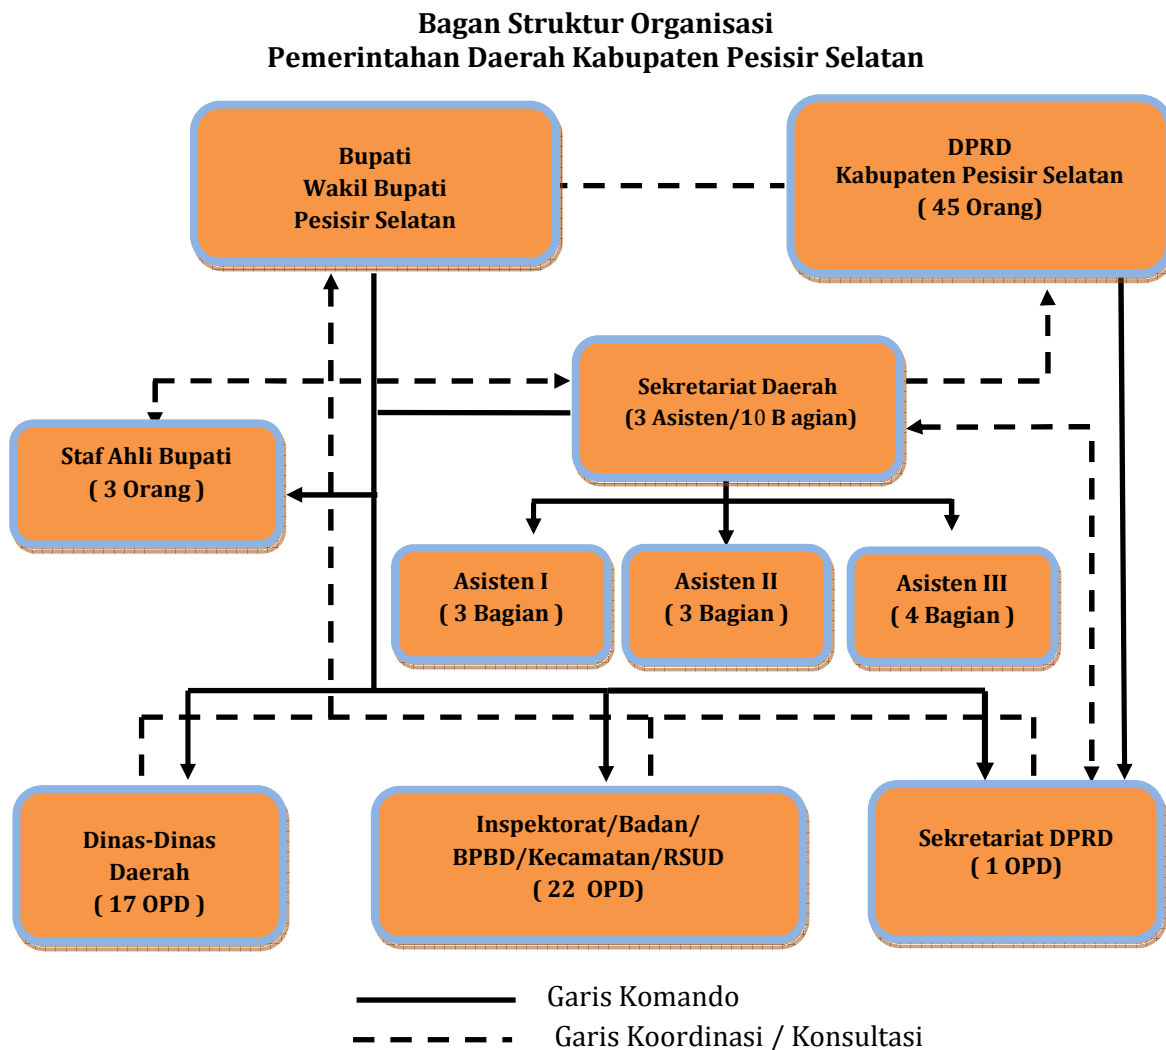 Bagan Struktur Organisasi
Pemerintahan Daerah Kabupaten Pesisir Selatan
Bupati
Wakil Bupati
Pesisir Selatan
DPRD
Kabupaten Pesisir Selatan
( 45 Orang)
Sekretariat Daerah
(3 Asisten/10 B agian)
Staf Ahli Bupati
( 3 Orang )
Asisten I
( 3 Bagian )
Asisten II
( 3 Bagian )
Asisten III
( 4 Bagian )
Dinas-Dinas
Daerah
( 17 OPD )
Inspektorat/Badan/
BPBD/Kecamatan/RSUD
( 22 OPD)
Sekretariat DPRD
( 1 OPD)
Garis Komando
Garis Koordinasi / Konsultasi